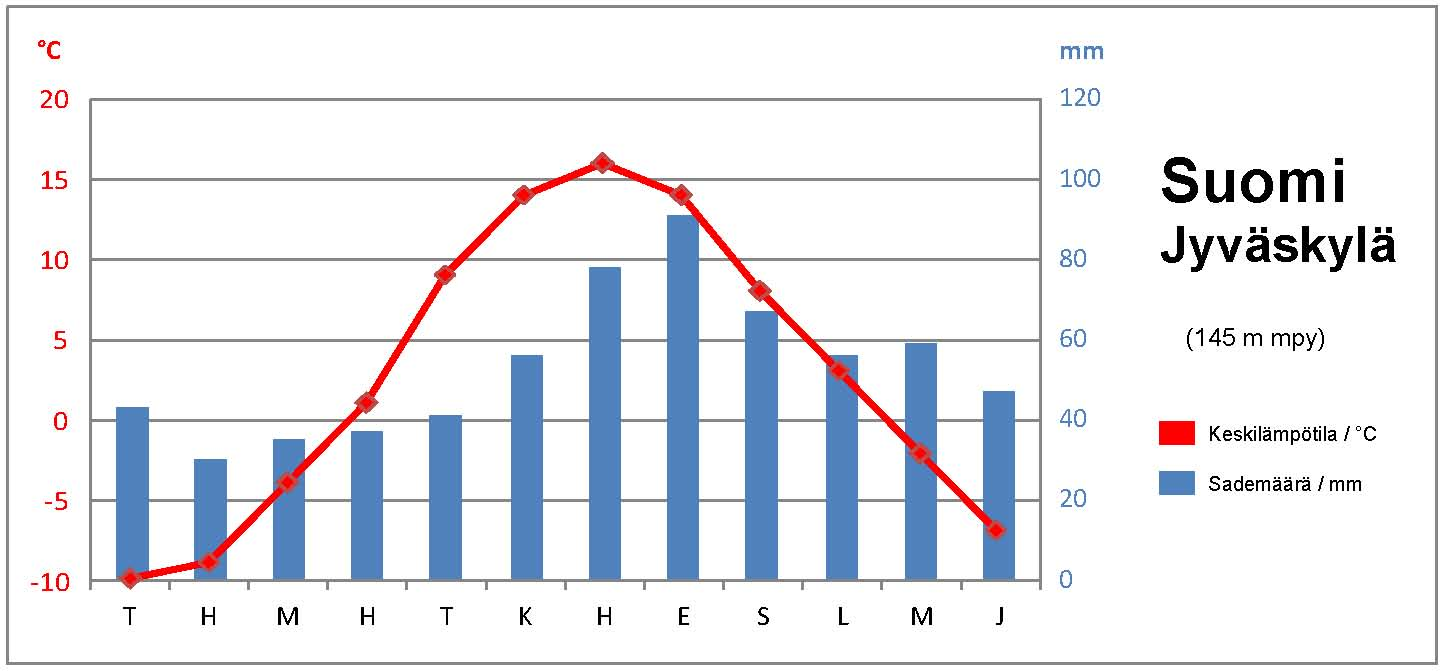 °C
mm
20
15
10
5
0
-5
-10
120
100
80
60
40
20
0
T H M H T K H E S L M J
Suomi
Jyväskylä
(145 m mpy)
Keskilämpötila / °C
Sademäärä / mm